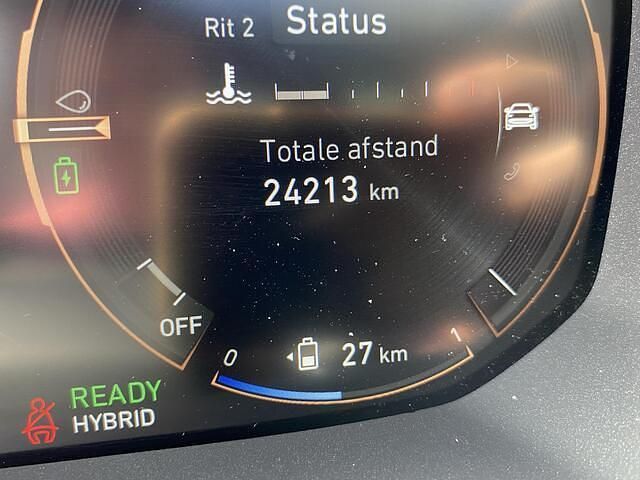 Rit 2
Status
Totale afstand
24213 km
OFF
0
27 km
1
READY
HYBRID